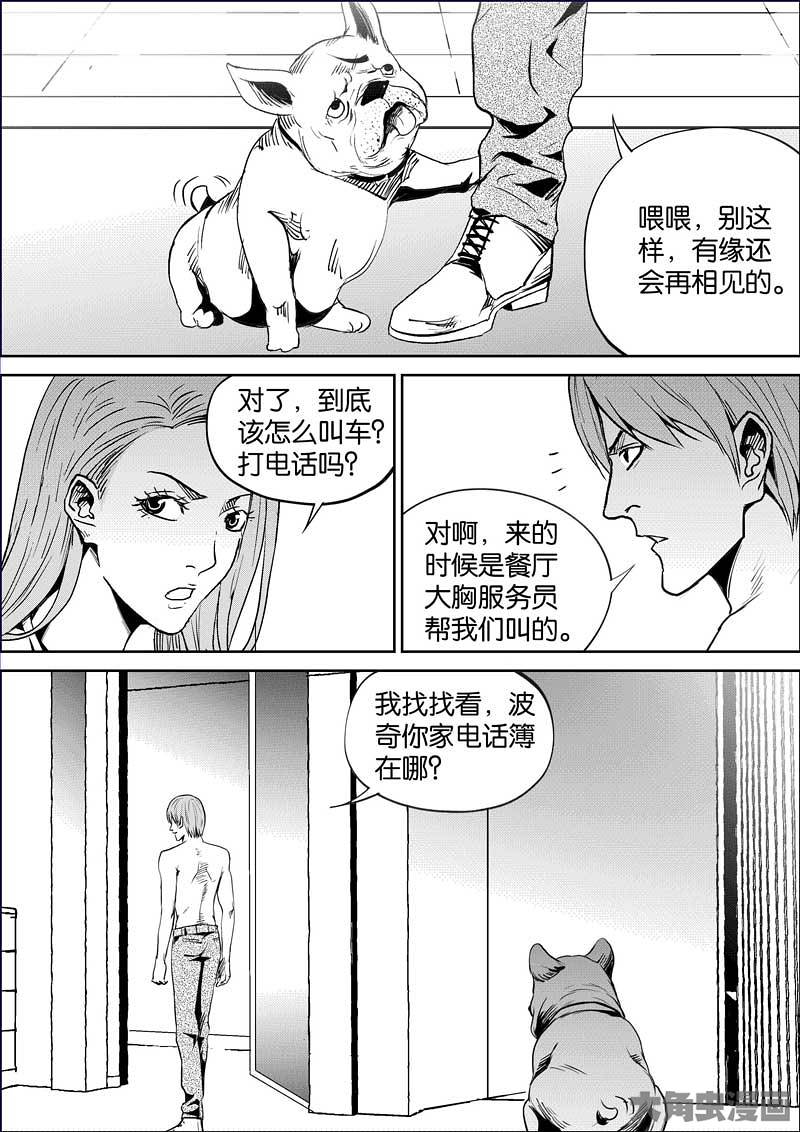 喂喂，别这
样，有缘还
会再相见的。
对了，到底
该怎么叫车?
打电话吗?
对啊，来的
时候是餐厅
大胸服务员
帮我们叫的。
我找找看，波
奇你家电话簿
在哪?
大角虫漫画